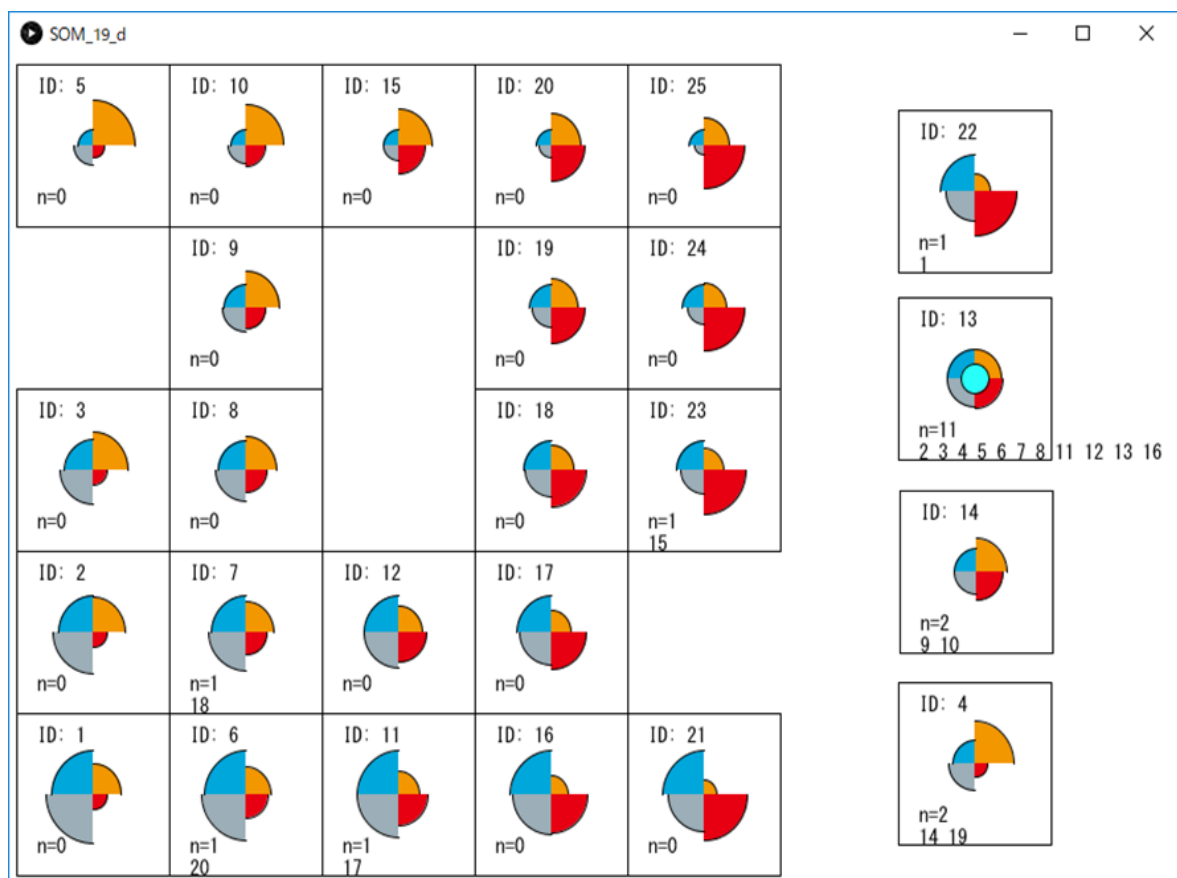 SOM_19_d
ID: 5
n=0
ID: 10
n=0
ID: 15
n=0
ID: 20
n=0
ID: 25
n=0
ID: 9
n=0
ID: 19
n=0
ID: 24
n=0
ID: 3
n=0
ID: 8
n=0
ID: 18
n=0
ID: 23
n=1
15
ID: 2
n=0
ID: 7
n=1
18
ID: 12
n=0
ID: 17
n=0
ID: 1
n=0
ID: 6
n=1
20
ID: 11
n=1
17
ID: 16
n=0
ID: 21
n=0
ID: 22
n=1
1
ID: 13
n=11
2 3 4 5 6 7 8 11 12 13 16
ID: 14
n=2
9 10
ID: 4
n=2
14 19